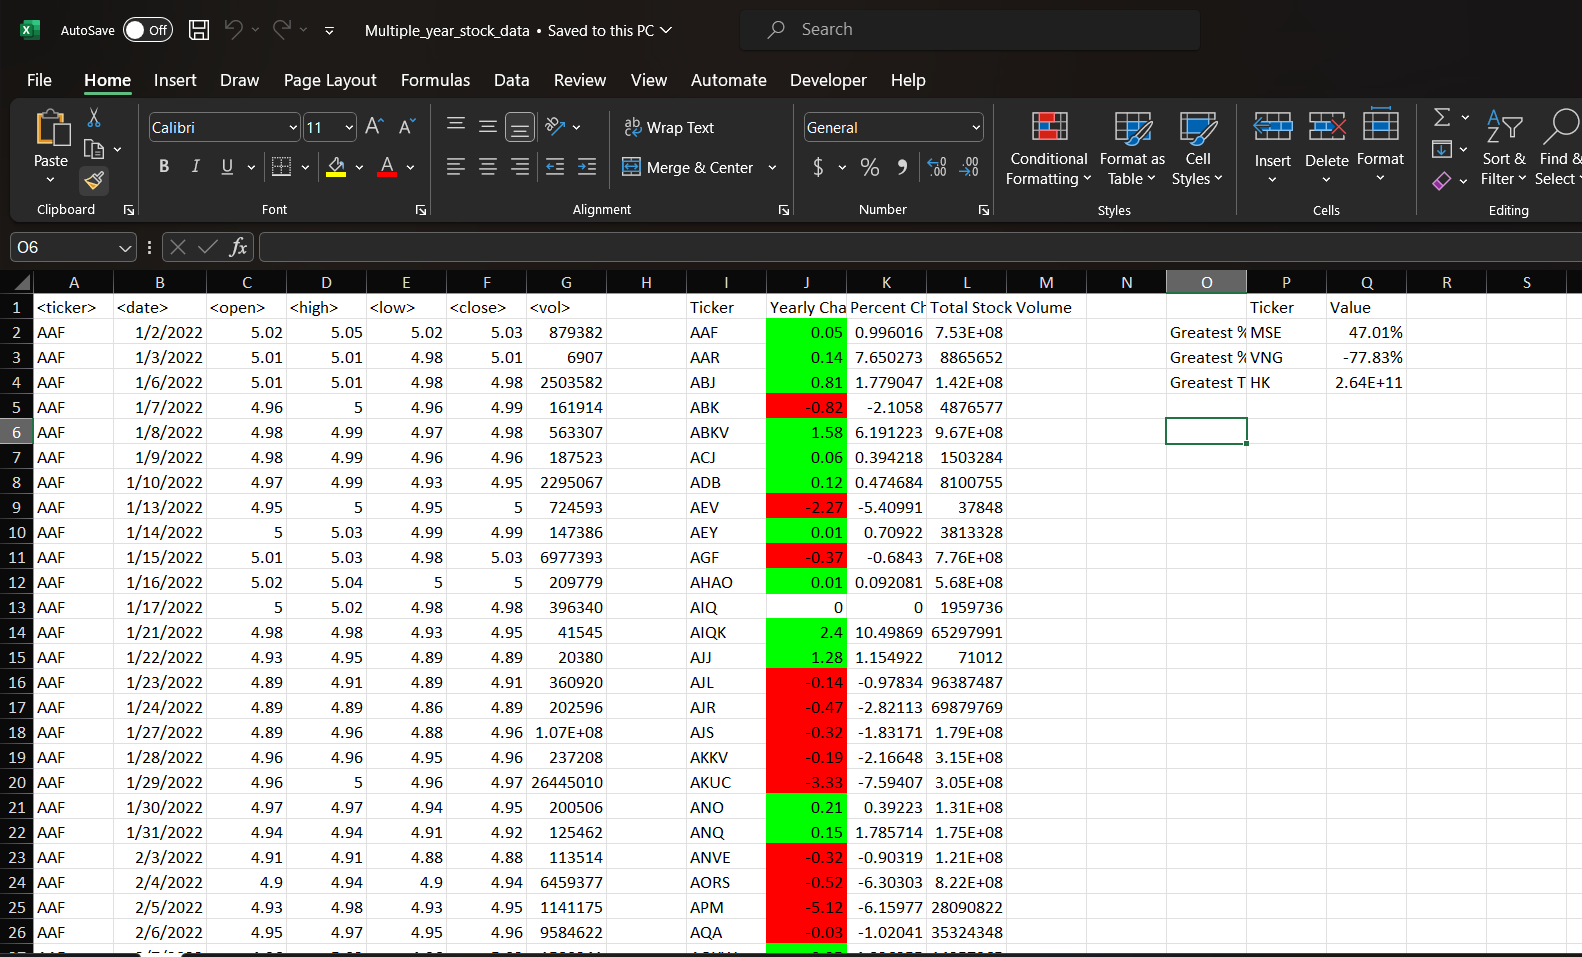 AutoSave Off Multiple_year_stock_data • Saved to this PC Search
File Home Insert Draw Page Layout Formulas Data Review View Automate Developer Help
Calibri 11 Wrap Text General
Paste B I U A Merge & Center $ % Conditional Formatting Format as Table Cell Styles Insert Delete Format Sort & Filter Find & Select
Clipboard Font Alignment Number Styles Cells Editing
O6 fx
A B C D E F G H I J K L M N O P Q R S
1 <ticker> <date> <open> <high> <low> <close> <vol> Ticker Yearly Cha Percent Ch Total Stock Volume Ticker Value
2 AAF 1/2/2022 5.02 5.05 5.02 5.03 879382 AAF 0.05 0.996016 7.53E+08 Greatest % MSE 47.01%
3 AAF 1/3/2022 5.01 5.01 4.98 5.01 6907 AAR 0.14 7.650273 8865652 Greatest % VNG -77.83%
4 AAF 1/6/2022 5.01 5.01 4.98 4.98 2503582 ABJ 0.81 1.779047 1.42E+08 Greatest T HK 2.64E+11
5 AAF 1/7/2022 4.96 5 4.96 4.99 161914 ABK -0.82 -2.1058 4876577
6 AAF 1/8/2022 4.98 4.99 4.97 4.98 563307 ABKV 1.58 6.191223 9.67E+08
7 AAF 1/9/2022 4.98 4.99 4.96 4.96 187523 ACJ 0.06 0.394218 1503284
8 AAF 1/10/2022 4.97 4.99 4.93 4.95 2295067 ADB 0.12 0.474684 8100755
9 AAF 1/13/2022 4.95 5 4.95 5 724593 AEV -2.27 -5.40991 37848
10 AAF 1/14/2022 5 5.03 4.99 4.99 147386 AEY 0.01 0.70922 3813328
11 AAF 1/15/2022 5.01 5.03 4.98 5.03 6977393 AGF -0.37 -0.6843 7.76E+08
12 AAF 1/16/2022 5.02 5.04 5 5 209779 AHAO 0.01 0.092081 5.68E+08
13 AAF 1/17/2022 5 5.02 4.98 4.98 396340 AIQ 0 0 1959736
14 AAF 1/21/2022 4.98 4.98 4.93 4.95 41545 AIQK 2.4 10.49869 65297991
15 AAF 1/22/2022 4.93 4.95 4.89 4.89 20380 AJJ 1.28 1.154922 71012
16 AAF 1/23/2022 4.89 4.91 4.89 4.91 360920 AJL -0.14 -0.97834 96387487
17 AAF 1/24/2022 4.89 4.89 4.86 4.89 202596 AJR -0.47 -2.82113 69879769
18 AAF 1/27/2022 4.89 4.96 4.88 4.96 1.07E+08 AJS -0.32 -1.83171 1.79E+08
19 AAF 1/28/2022 4.96 4.96 4.95 4.96 237208 AKKV -0.19 -2.16648 3.15E+08
20 AAF 1/29/2022 4.96 5 4.96 4.97 26445010 AKUC -3.33 -7.59407 3.05E+08
21 AAF 1/30/2022 4.97 4.97 4.94 4.95 200506 ANO 0.21 0.39223 1.31E+08
22 AAF 1/31/2022 4.94 4.94 4.91 4.92 125462 ANQ 0.15 1.785714 1.75E+08
23 AAF 2/3/2022 4.91 4.91 4.88 4.88 113514 ANVE -0.32 -0.90319 1.21E+08
24 AAF 2/4/2022 4.9 4.94 4.9 4.94 6459377 AORS -0.52 -6.30303 8.22E+08
25 AAF 2/5/2022 4.93 4.98 4.93 4.95 1141175 APM -5.12 -6.15977 28090822
26 AAF 2/6/2022 4.95 4.97 4.95 4.96 9584622 AQA -0.03 -1.02041 35324348